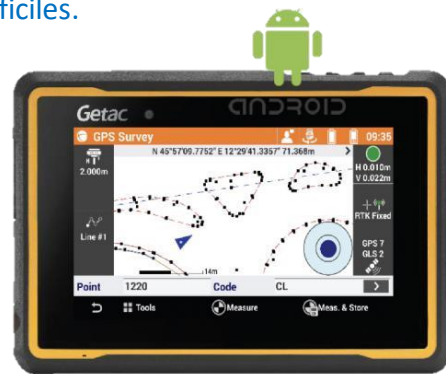 ficiles.
Getac
ANDROID
GPS Survey
09:35
N 45°57'09.7752" E 12°29'41.3357" 71.368m
2.000m
H 0.010m
V 0.022m
Line #1
RTK Fixed
GPS 7
GLS 2
14m
Point 1220 Code CL
Tools Measure Meas. & Store